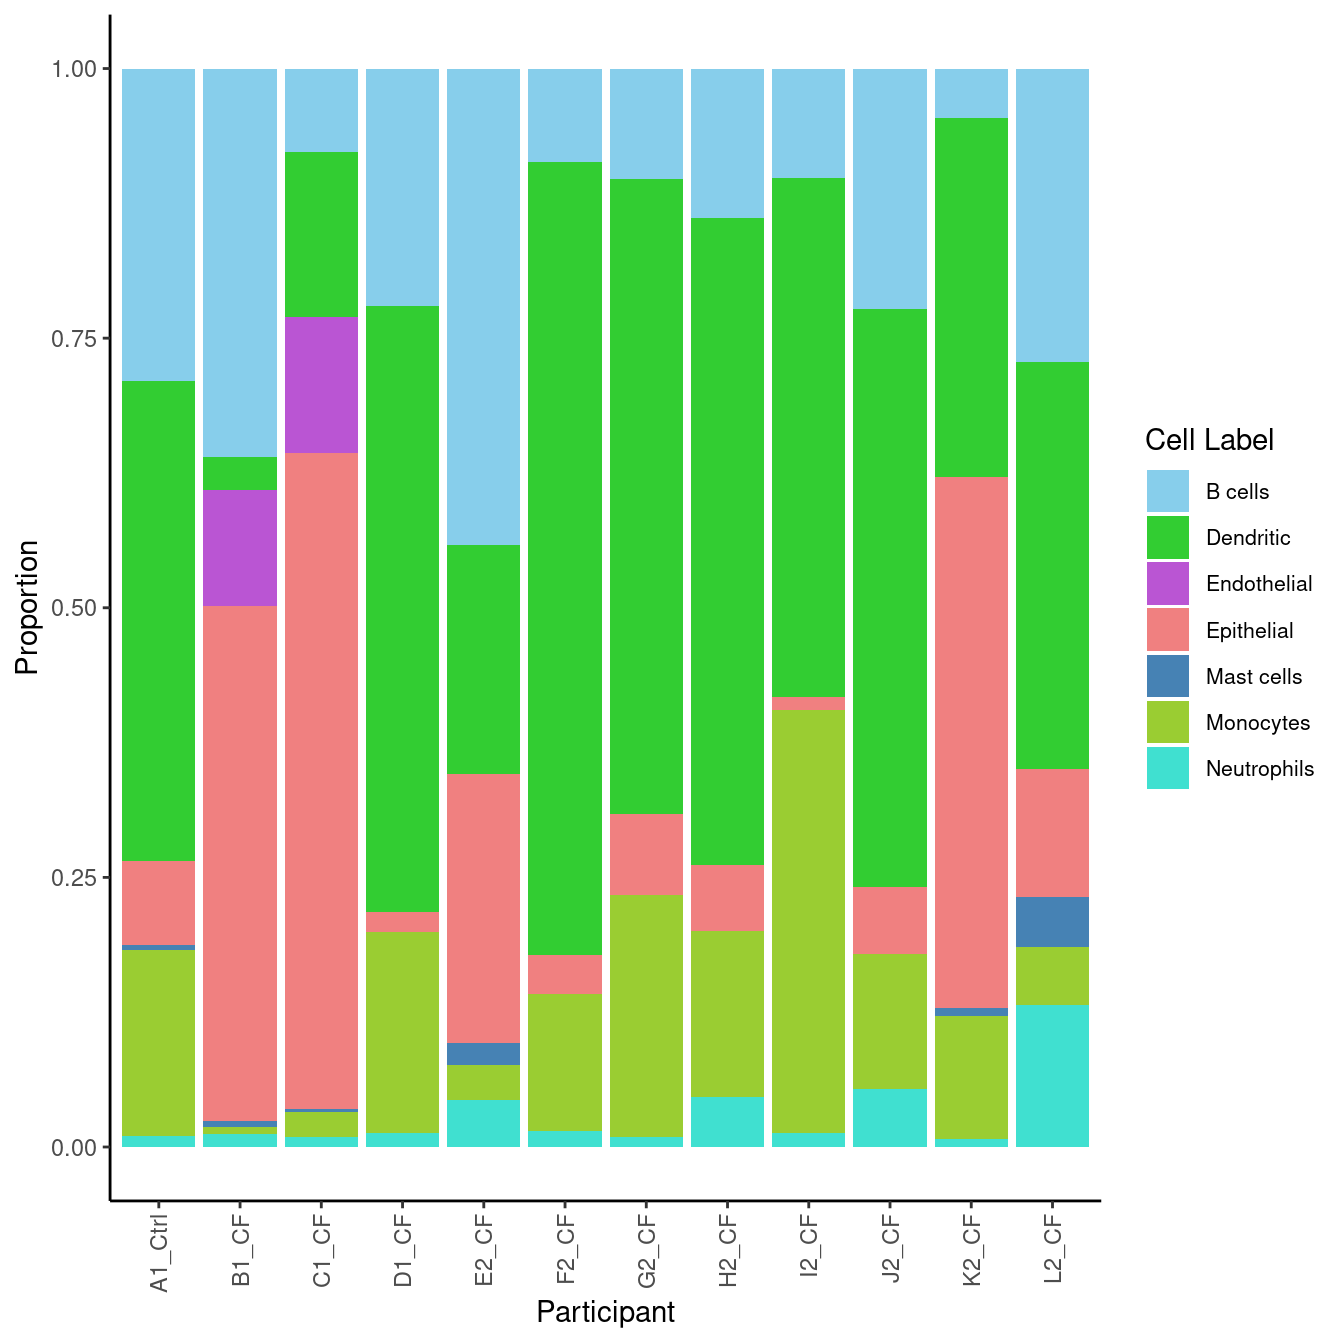 1.00
0.75
0.50
0.25
0.00
Proportion
A1_Ctrl
B1_CF
C1_CF
D1_CF
E2_CF
F2_CF
G2_CF
H2_CF
I2_CF
J2_CF
K2_CF
L2_CF
Participant
Cell Label
B cells
Dendritic
Endothelial
Epithelial
Mast cells
Monocytes
Neutrophils